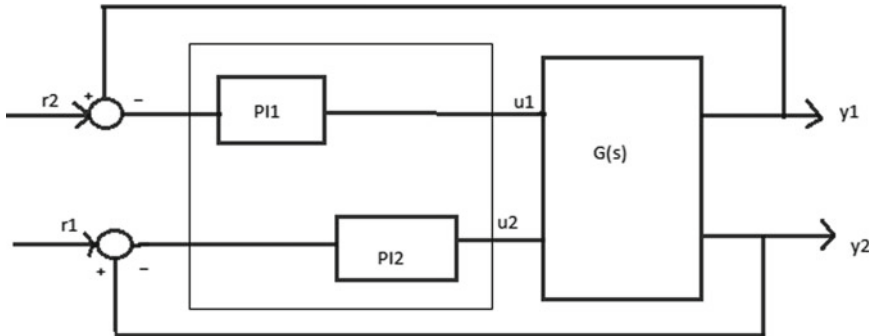 +
r2
−
PI1
u1
y1
G(s)
r1
+
−
PI2
u2
y2